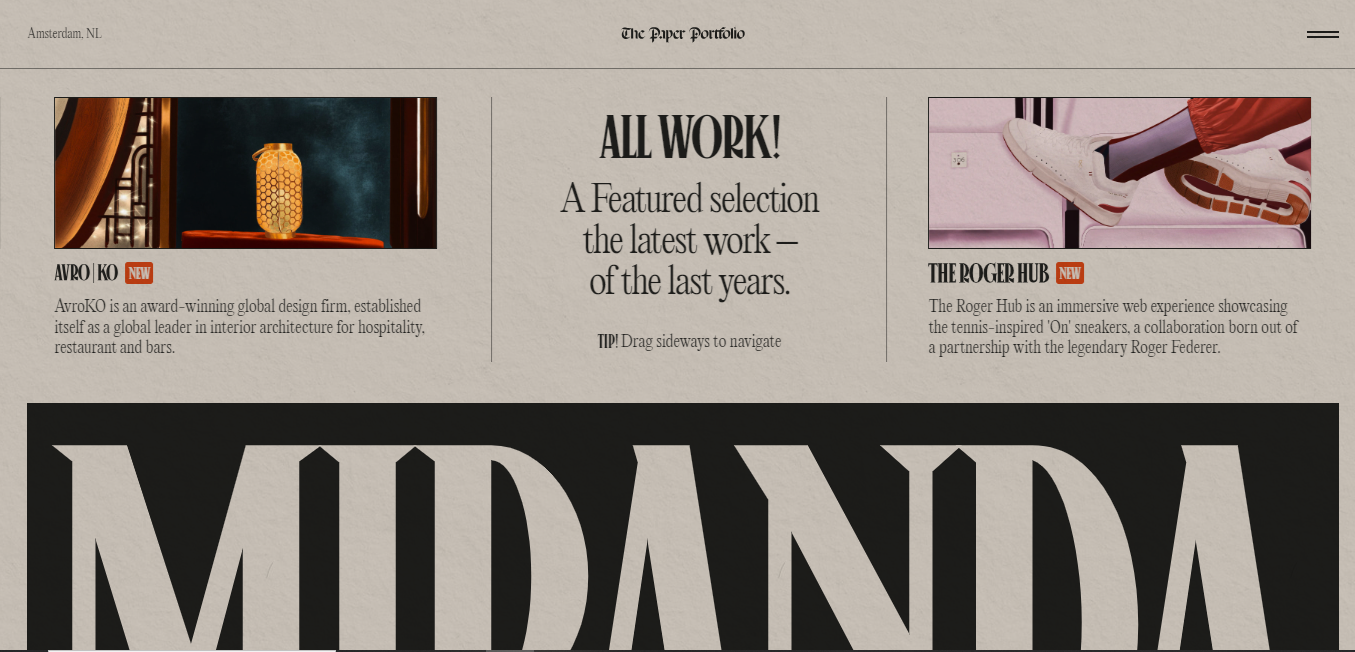 Amsterdam, NL
The Paper Portfolio
AVRO|KO NEW
AvroKO is an award-winning global design firm, established
itself as a global leader in interior architecture for hospitality,
restaurant and bars.
ALL WORK!
A Featured selection
the latest work —
of the last years.
TIP! Drag sideways to navigate
THE ROGER HUB NEW
The Roger Hub is an immersive web experience showcasing
the tennis-inspired 'On' sneakers, a collaboration born out of
a partnership with the legendary Roger Federer.
MIRANDA